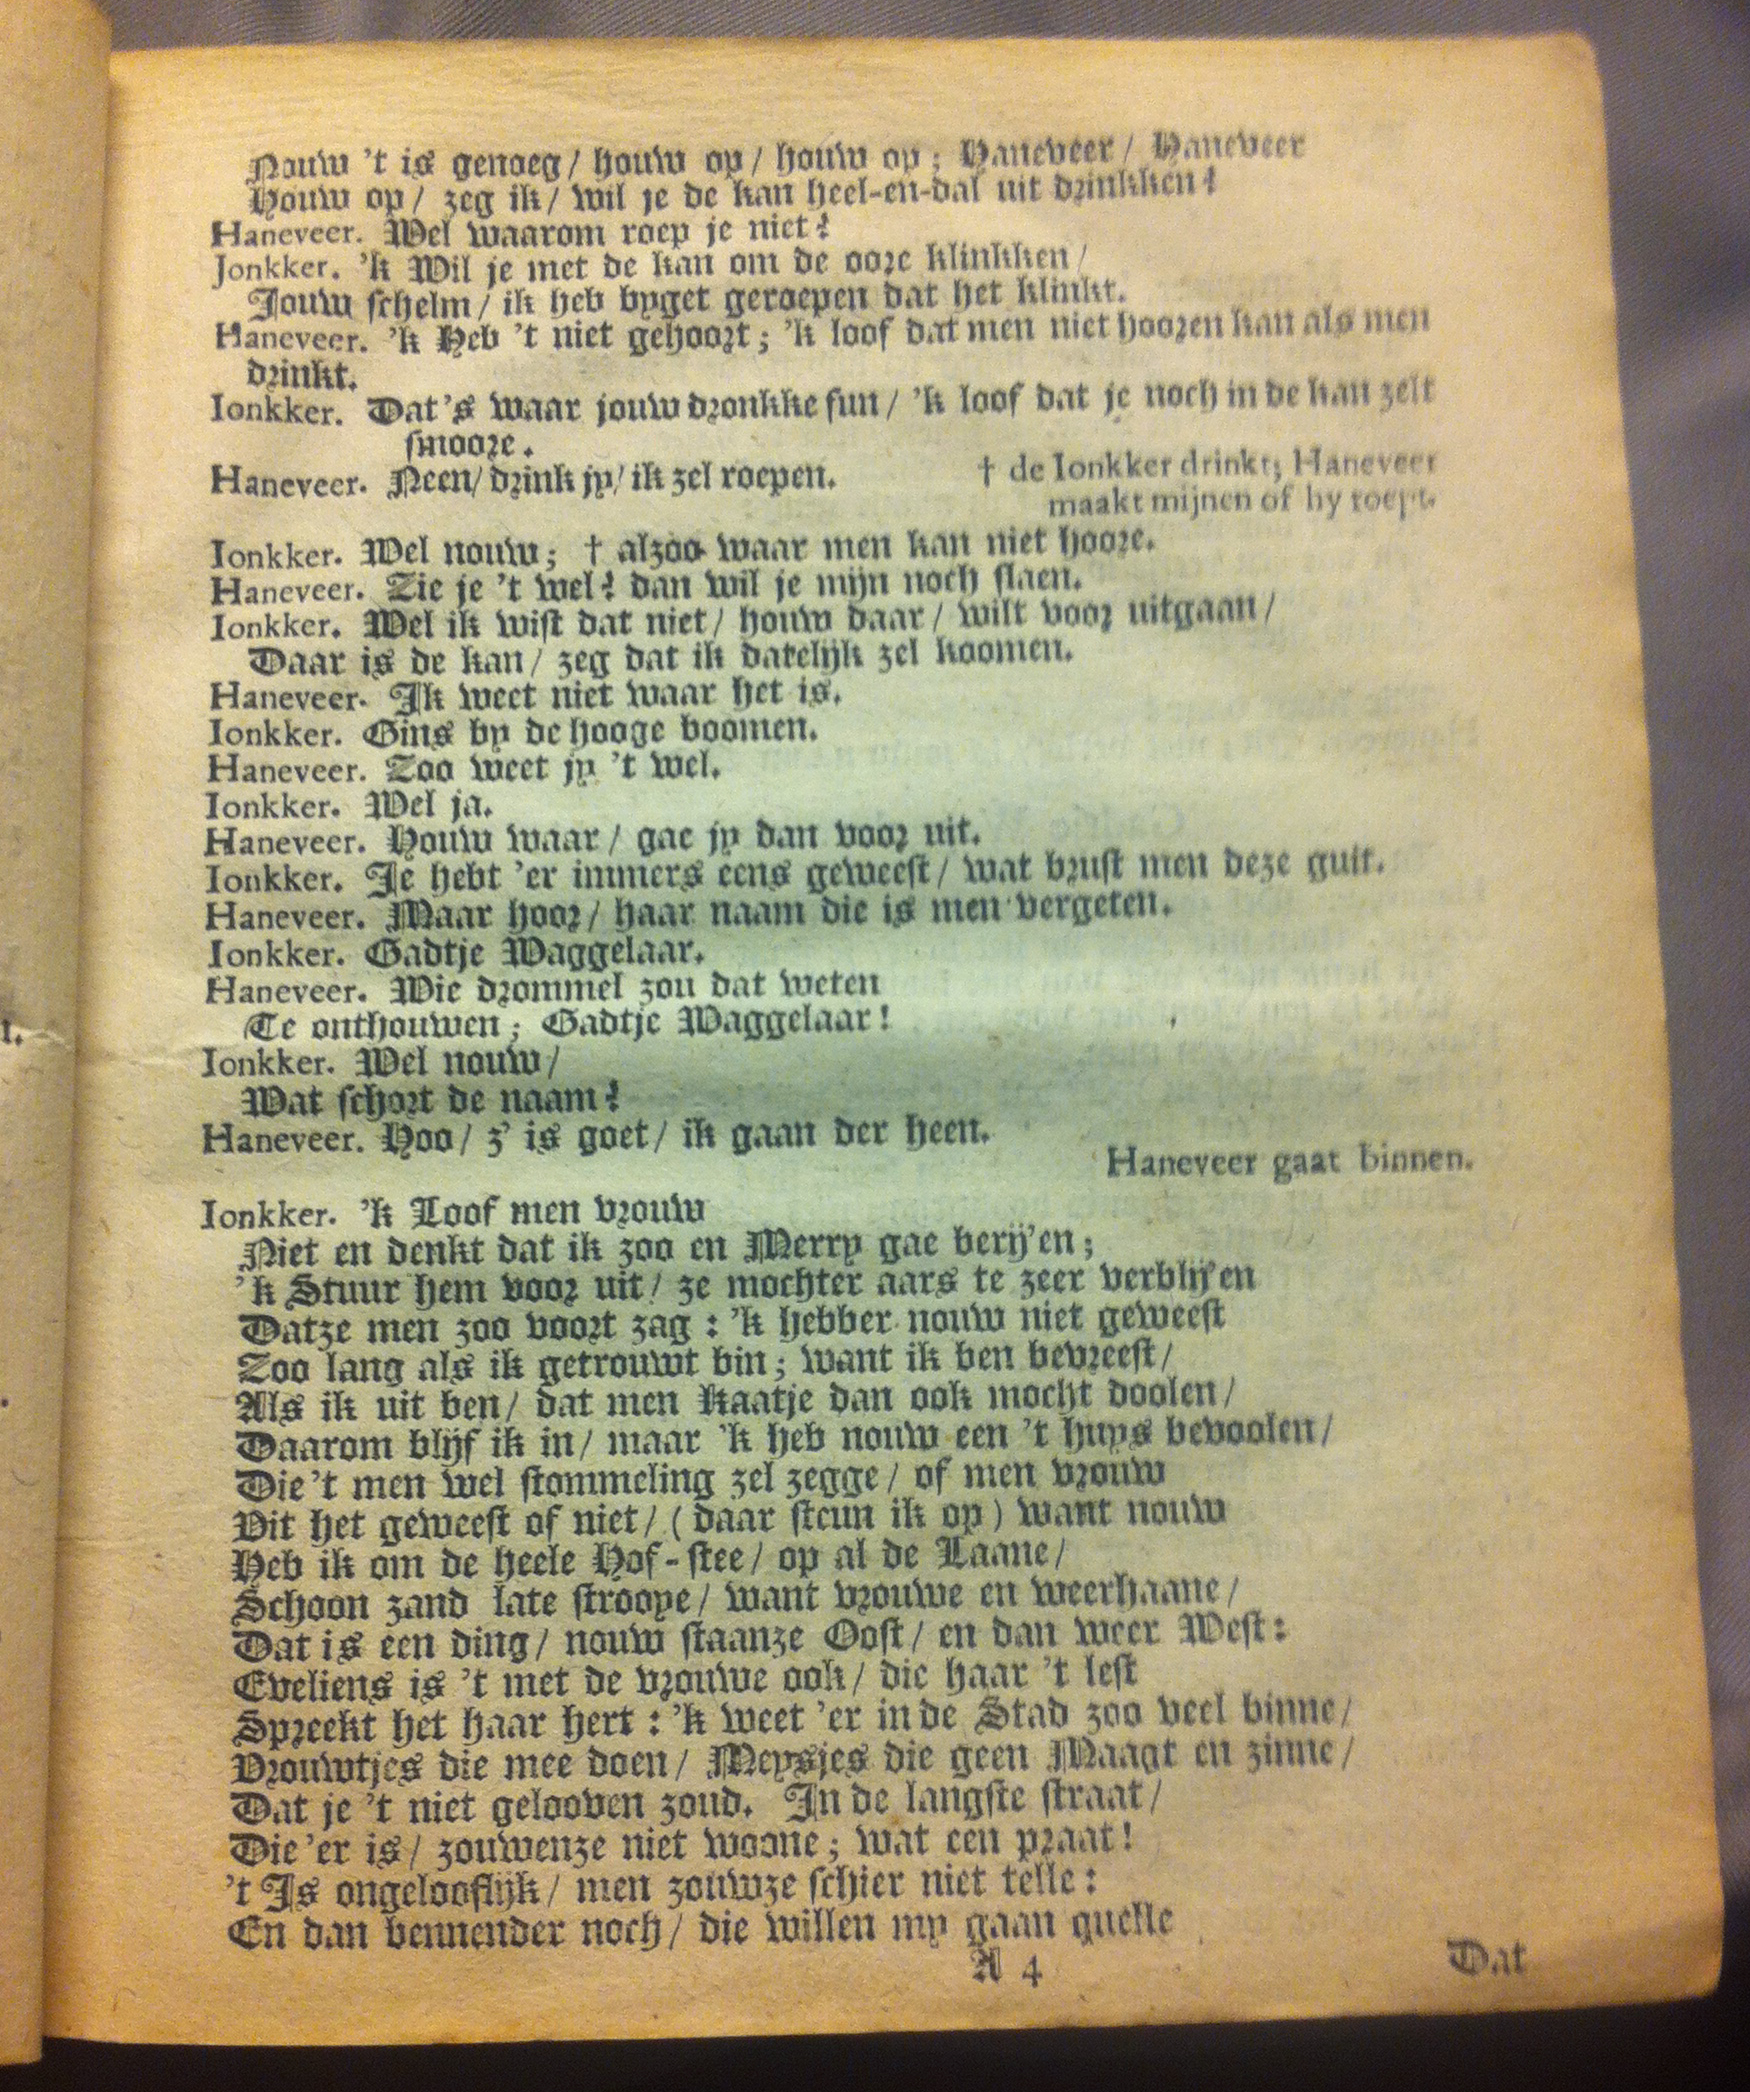 Nouw 't is genoeg / houw op / houw op ; Haneveer / Haneveer
Houw op / zeg ik / wil je de kan heel-en-dal uit drinkken?
Haneveer. Wel waarom roep je niet?
Jonkker. 'k Wil je met de kan om de oore klinkken /
Jouw schelm / ik heb byget geroepen dat het klinkt.
Haneveer. 'k Heb 't niet gehoort ; 'k loof dat men niet hooren kan als men
drinkt.
Ionkker. Dat's waar jouw dronkke sun / 'k loof dat je noch in de kan zelt
smoore.
Haneveer. Neen / drink jy / ik zel roepen.
† de Ionkker drinkt; Haneveer
maakt mijnen of hy roept.
Ionkker. Wel nouw ; † alzoo waar men kan niet hoore.
Haneveer. Zie je 't wel? dan wil je mijn noch slaen.
Ionkker. Wel ik wist dat niet / houw daar / wilt voor uitgaan /
Daar is de kan / zeg dat ik datelijk zel koomen.
Haneveer. Ik weet niet waar het is.
Ionkker. Gins by de hooge boomen.
Haneveer. Zoo weet jy 't wel.
Ionkker. Wel ja.
Haneveer. Houw waar / gae jy dan voor uit.
Ionkker. Je hebt 'er immers eens geweest / wat brust men deze guit.
Haneveer. Maar hoor / haar naam die is men vergeten.
Ionkker. Gadtje Waggelaar.
Haneveer. Wie drommel zou dat weten
Te onthouwen ; Gadtje Waggelaar!
Ionkker. Wel nouw /
Wat schort de naam?
Haneveer. Hoo / z' is goet / ik gaan der heen.
Haneveer gaat binnen.
Ionkker. 'k Loof men vrouw
Niet en denkt dat ik zoo en Merry gae berij'en ;
'k Stuur hem voor uit / ze mochter aars te zeer verblij'en
Datze men zoo voort zag : 'k hebber nouw niet geweest
Zoo lang als ik getrouwt bin ; want ik ben bevreest /
Als ik uit ben / dat men Kaatje dan ook mocht doolen /
Daarom blijf ik in / maar 'k heb nouw een 't huys bevoolen /
Die 't men wel stommeling zel zegge / of men vrouw
Uit het geweest of niet / ( daar steun ik op ) want nouw
Heb ik om de heele Hof-stee / op al de Laane /
Schoon zand late stroope / want vrouwe en weerhaane /
Dat is een ding / nouw staanze Oost / en dan weer West :
Eveliens is 't met de vrouwe ook / die haar 't lest
Spreekt het haar hert : 'k weet 'er in de Stad zoo veel binne /
Vrouwtjes die mee doen / Meysjes die geen Maagt en zinne /
Dat je 't niet gelooven zoud. In de langste straat /
Die 'er is / zouwenze niet woone ; wat een praat!
't Is ongelooflijk / men zouwze schier niet telle :
En dan bennender noch / die willen my gaan quelle
A 4
Dat